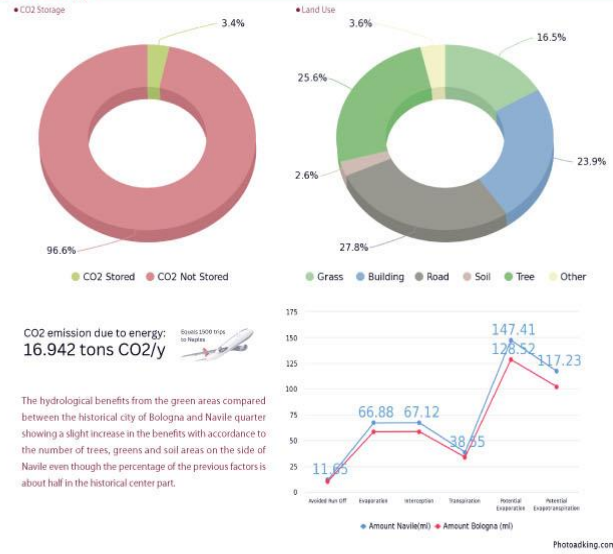 CO2 Storage
Land Use
3.4%
96.6%
3.6%
16.5%
25.6%
23.9%
2.6%
27.8%
CO2 Stored CO2 Not Stored
Grass Building Road Soil Tree Other
CO2 emission due to energy:
16.942 tons CO2/y
Equals 1500 trips
to Naples
The hydrological benefits from the green areas compared
between the historical city of Bologna and Navile quarter
showing a slight increase in the benefits with accordance to
the number of trees, greens and soil areas on the side of
Navile even though the percentage of the previous factors is
about half in the historical center part.
175
150
125
100
75
50
25
0
11.65
66.88
67.12
38.55
147.41
128.52
117.23
Avoided Run Off
Evaporation
Interception
Transpiration
Potential
Evaporation
Potential
Evapotranspiration
Amount Navile(ml) Amount Bologna (ml)
Photoadking.com